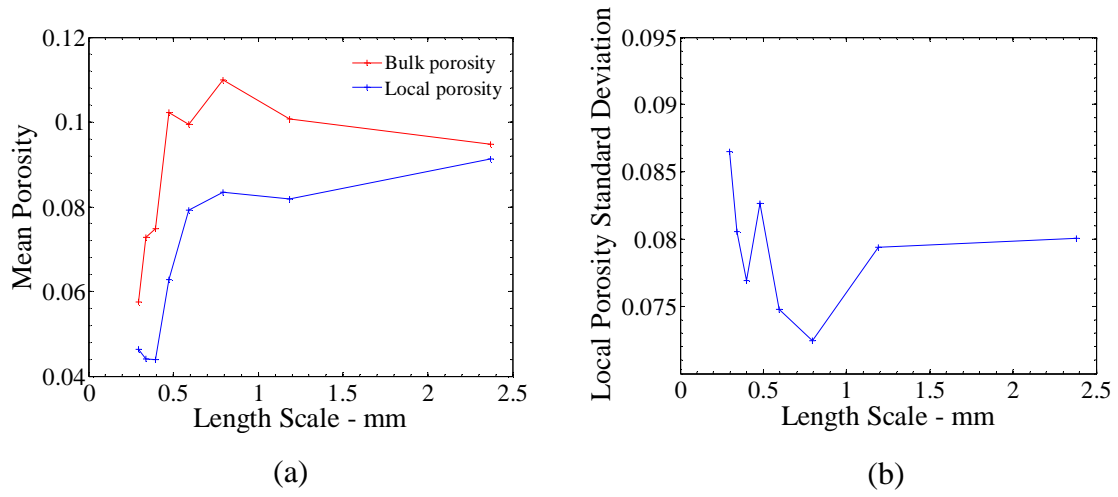 0.12
0.1
0.08
0.06
0.04
Mean Porosity
Bulk porosity
Local porosity
0
0.5
1
1.5
2
2.5
Length Scale - mm
(a)
0.095
0.09
0.085
0.08
0.075
Local Porosity Standard Deviation
0
0.5
1
1.5
2
2.5
Length Scale - mm
(b)